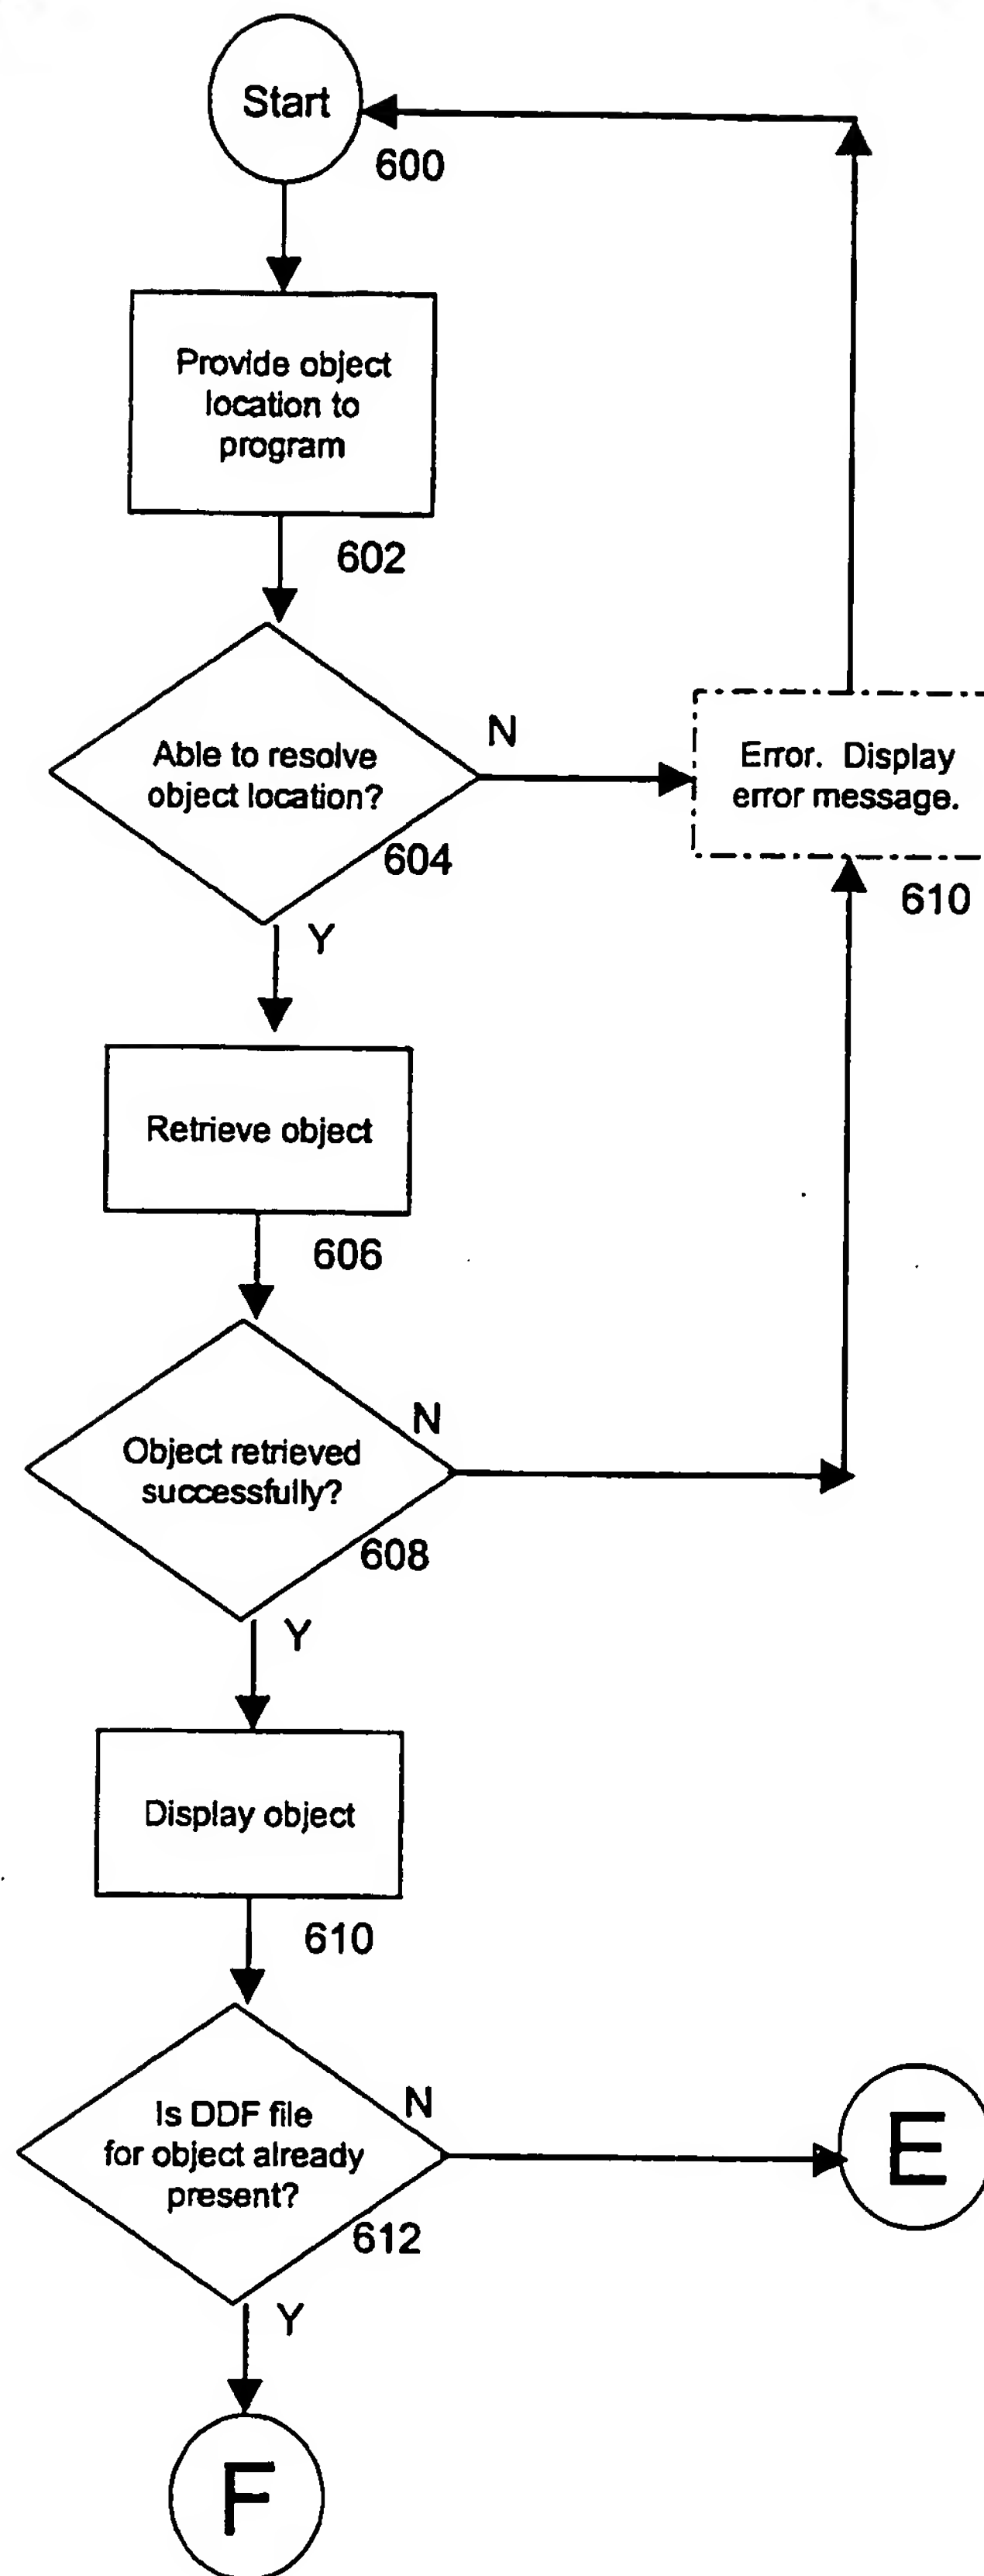 Start
600
Provide object
location to
program
602
Able to resolve
object location?
N
604
Error.  Display
error message.
610
Y
Retrieve object
606
Object retrieved
successfully?
N
608
Y
Display object
610
Is DDF file
for object already
present?
N
612
E
Y
F